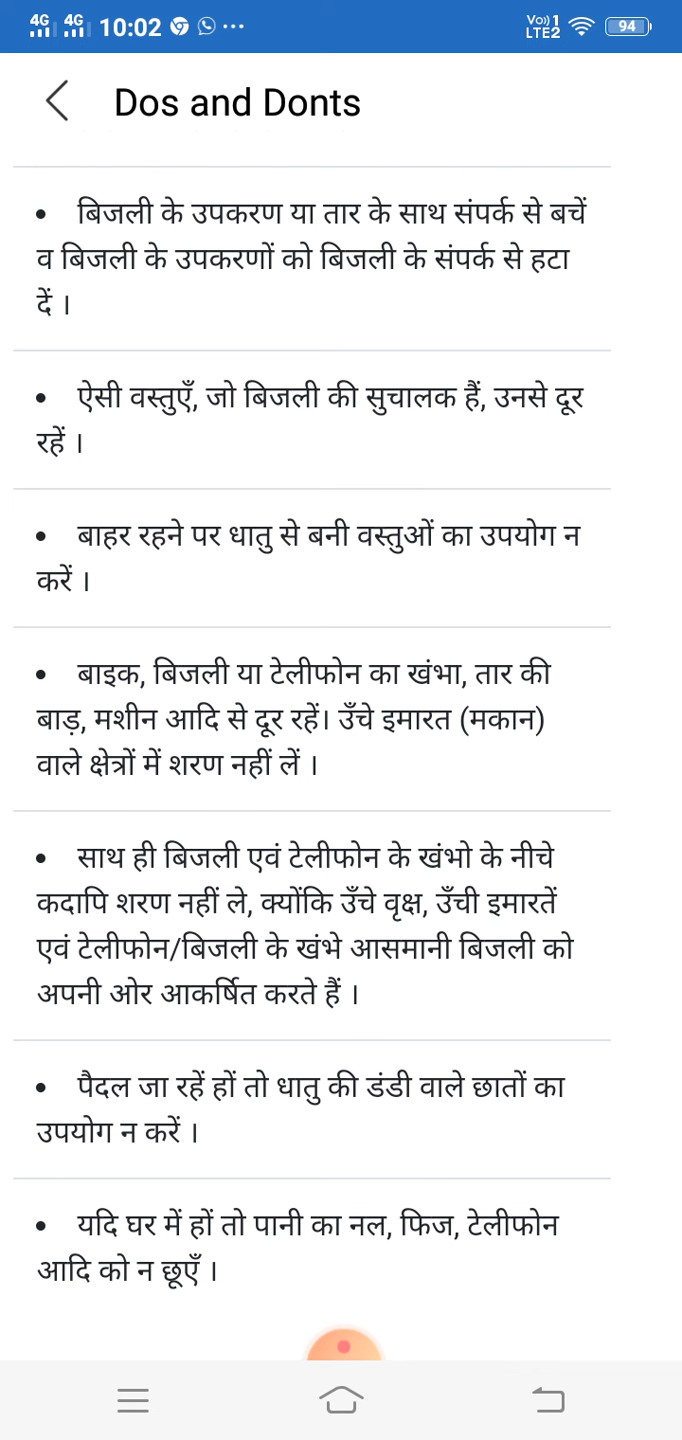 4G 4G 10:02 ...
Vo)) 1
LTE2 94
Dos and Donts
• बिजली के उपकरण या तार के साथ संपर्क से बचें
व बिजली के उपकरणों को बिजली के संपर्क से हटा
दें ।
• ऐसी वस्तुएँ, जो बिजली की सुचालक हैं, उनसे दूर
रहें ।
• बाहर रहने पर धातु से बनी वस्तुओं का उपयोग न
करें ।
• बाइक, बिजली या टेलीफोन का खंभा, तार की
बाड़, मशीन आदि से दूर रहें। उँचे इमारत (मकान)
वाले क्षेत्रों में शरण नहीं लें ।
• साथ ही बिजली एवं टेलीफोन के खंभो के नीचे
कदापि शरण नहीं ले, क्योंकि उँचे वृक्ष, उँची इमारतें
एवं टेलीफोन/बिजली के खंभे आसमानी बिजली को
अपनी ओर आकर्षित करते हैं ।
• पैदल जा रहें हों तो धातु की डंडी वाले छातों का
उपयोग न करें ।
• यदि घर में हों तो पानी का नल, फिज, टेलीफोन
आदि को न छूएँ ।